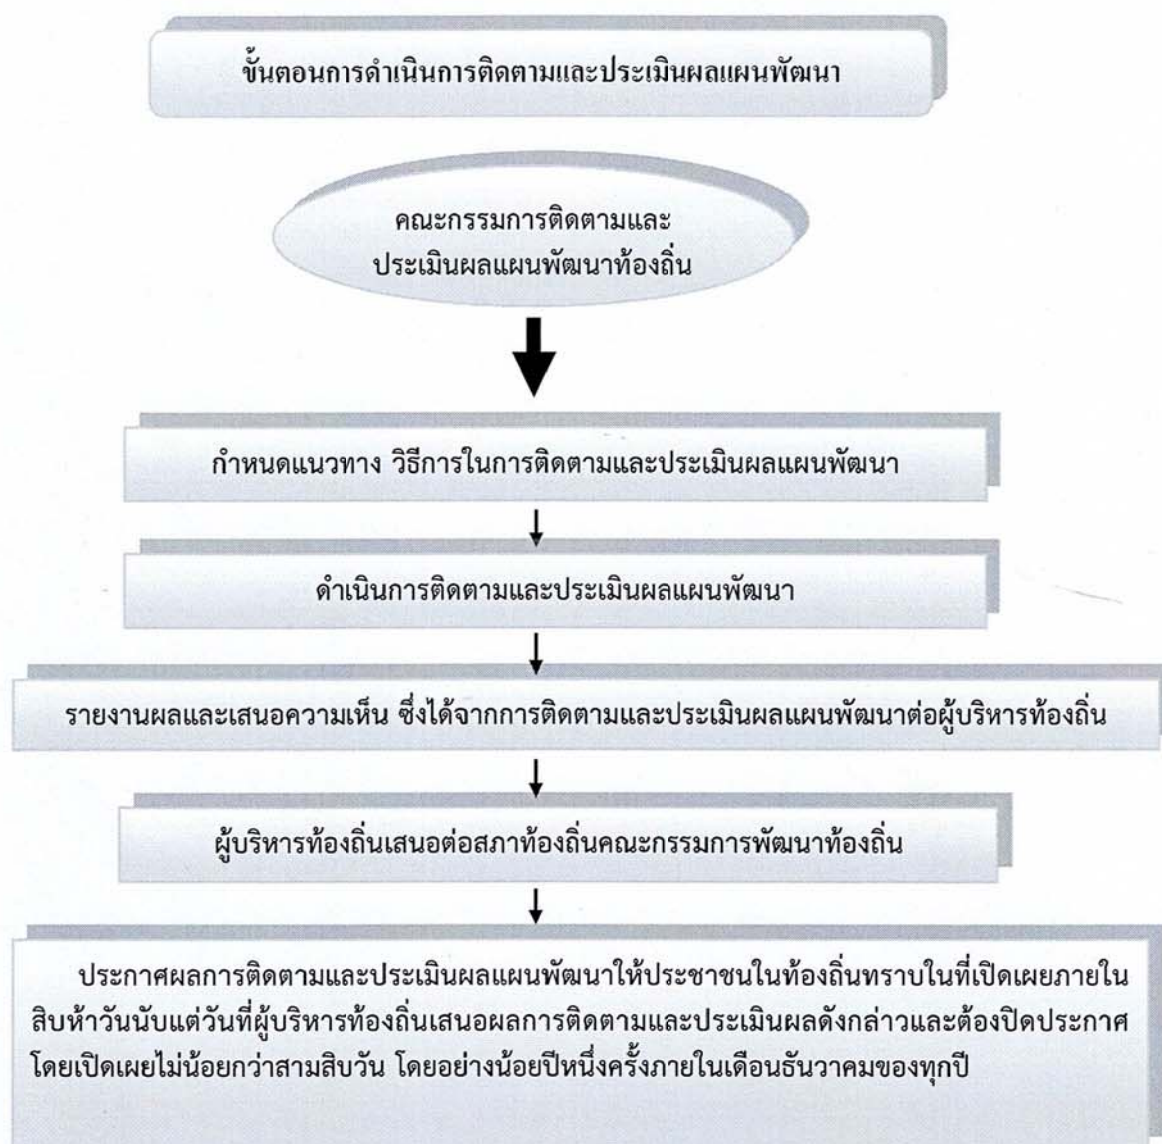 ขั้นตอนการดำเนินการติดตามและประเมินผลแผนพัฒนา
คณะกรรมการติดตามและ
ประเมินผลแผนพัฒนาท้องถิ่น
กำหนดแนวทาง วิธีการในการติดตามและประเมินผลแผนพัฒนา
ดำเนินการติดตามและประเมินผลแผนพัฒนา
รายงานผลและเสนอความเห็น ซึ่งได้จากการติดตามและประเมินผลแผนพัฒนาต่อผู้บริหารท้องถิ่น
ผู้บริหารท้องถิ่นเสนอต่อสภาท้องถิ่นคณะกรรมการพัฒนาท้องถิ่น
ประกาศผลการติดตามและประเมินผลแผนพัฒนาให้ประชาชนในท้องถิ่นทราบในที่เปิดเผยภายใน
สิบห้าวันนับแต่วันที่ผู้บริหารท้องถิ่นเสนอผลการติดตามและประเมินผลดังกล่าวและต้องปิดประกาศ
โดยเปิดเผยไม่น้อยกว่าสามสิบวัน โดยอย่างน้อยปีหนึ่งครั้งภายในเดือนธันวาคมของทุกปี